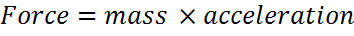 Force = mass × acceleration